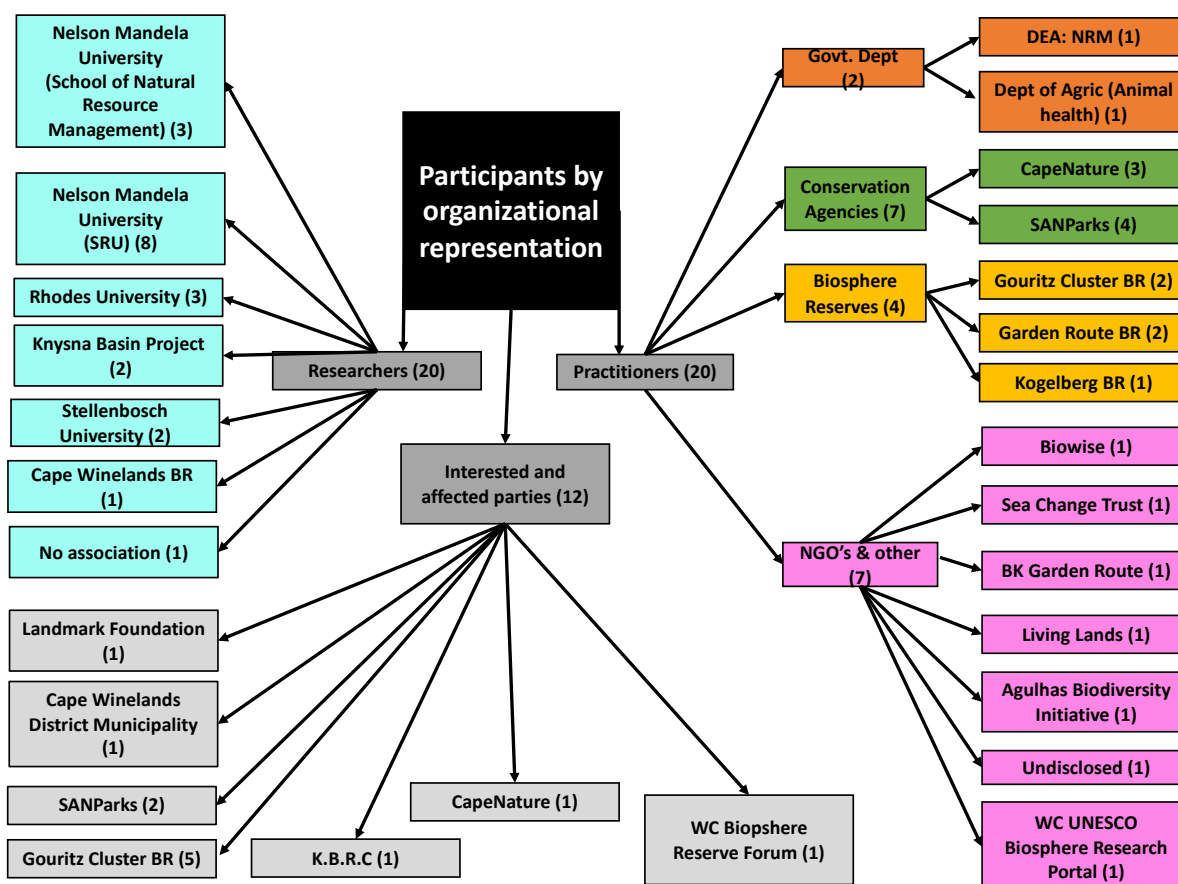 Participants by
organizational
representation
Researchers (20)
Nelson Mandela
University
(School of Natural
Resource
Management) (3)
Nelson Mandela
University
(SRU) (8)
Rhodes University (3)
Knysna Basin Project
(2)
Stellenbosch
University (2)
Cape Winelands BR
(1)
No association (1)
Interested and
affected parties (12)
Landmark Foundation
(1)
Cape Winelands
District Municipality
(1)
SANParks (2)
Gouritz Cluster BR (5)
K.B.R.C (1)
CapeNature (1)
WC Biopshere
Reserve Forum (1)
Practitioners (20)
Govt. Dept
(2)
DEA: NRM (1)
Dept of Agric (Animal
health) (1)
Conservation
Agencies (7)
CapeNature (3)
SANParks (4)
Biosphere
Reserves (4)
Gouritz Cluster BR (2)
Garden Route BR (2)
Kogelberg BR (1)
NGO's & other
(7)
Biowise (1)
Sea Change Trust (1)
BK Garden Route (1)
Living Lands (1)
Agulhas Biodiversity
Initiative (1)
Undisclosed (1)
WC UNESCO
Biosphere Research
Portal (1)